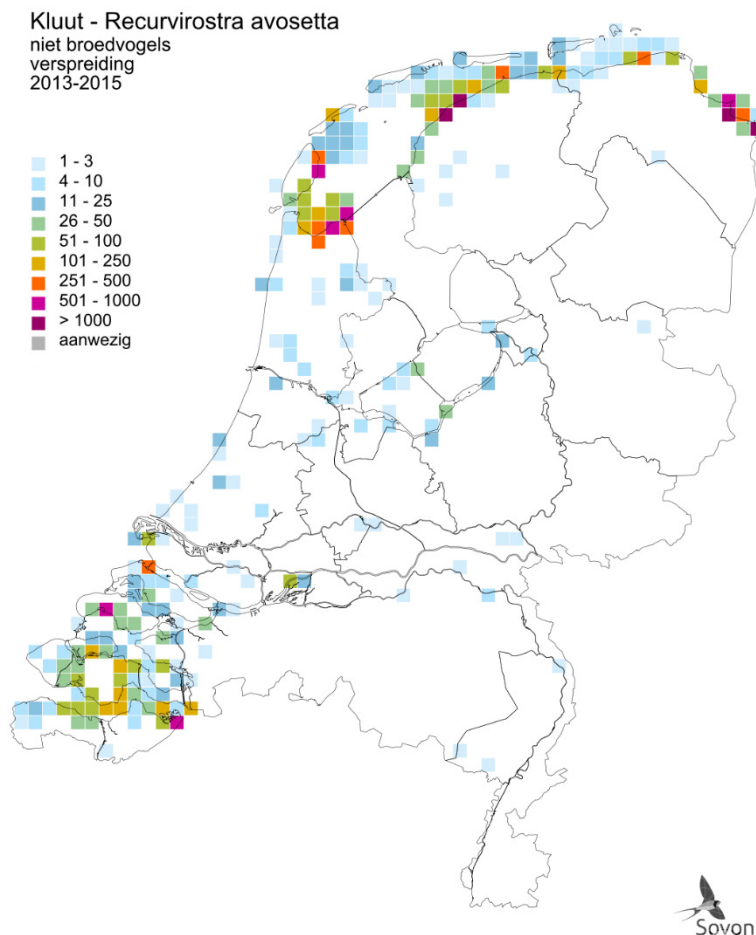 Kluut - Recurvirostra avosetta
niet broedvogels
verspreiding
2013-2015
1 - 3
4 - 10
11 - 25
26 - 50
51 - 100
101 - 250
251 - 500
501 - 1000
> 1000
aanwezig
Sovon